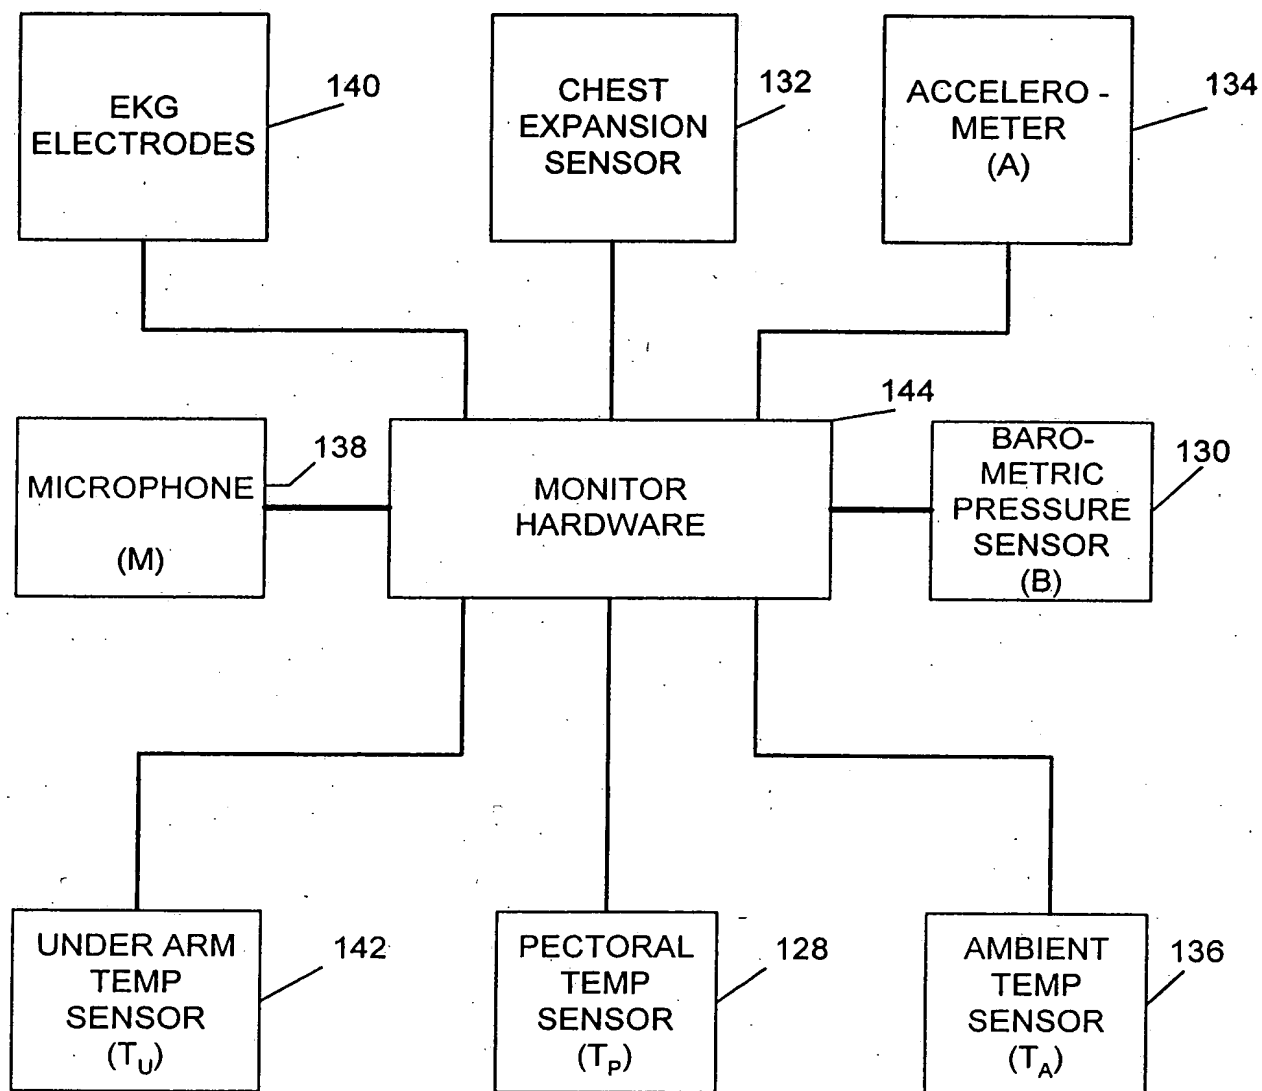 EKG
ELECTRODES
140
CHEST
EXPANSION
SENSOR
132
ACCELERO -
METER
(A)
134
MICROPHONE
(M)
138
MONITOR
HARDWARE
144
BARO-
METRIC
PRESSURE
SENSOR
(B)
130
UNDER ARM
TEMP
SENSOR
(TU)
142
PECTORAL
TEMP
SENSOR
(TP)
128
AMBIENT
TEMP
SENSOR
(TA)
136